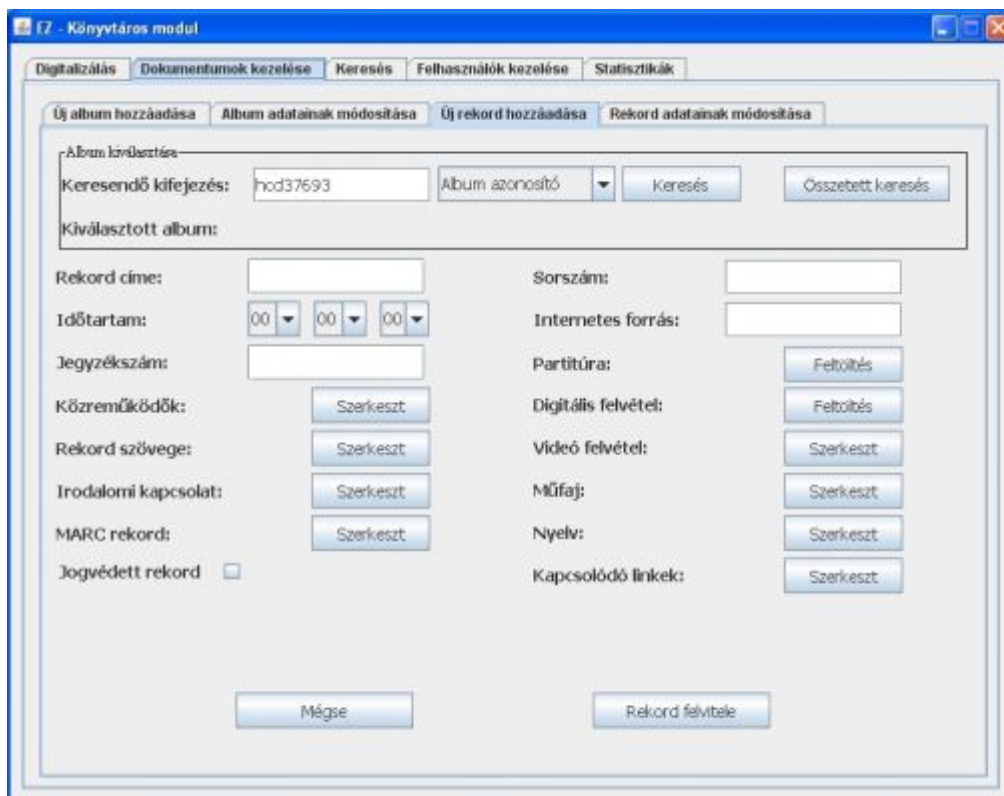 EZ - Könyvtáros modul
Digitalizálás Dokumentumok kezelése Keresés Felhasználók kezelése Statisztikák
Új album hozzáadása Album adatainak módosítása Új rekord hozzáadása Rekord adatainak módosítása
Album kiválasztása
Keresendő kifejezés: hcd37693 Album azonosító Keresés Összetett keresés
Kiválasztott album:
Rekord címe: Sorszám:
Időtartam: 00 00 00 Internetes forrás:
Jegyzékszám: Partitúra: Feltöltés
Közreműködők: Szerkeszt Digitális felvétel: Feltöltés
Rekord szövege: Szerkeszt Videó felvétel: Szerkeszt
Irodalomi kapcsolat: Szerkeszt Műfaj: Szerkeszt
MARC rekord: Szerkeszt Nyelv: Szerkeszt
Jogvédett rekord Kapcsolódó linkek: Szerkeszt
Mégse Rekord felvitele